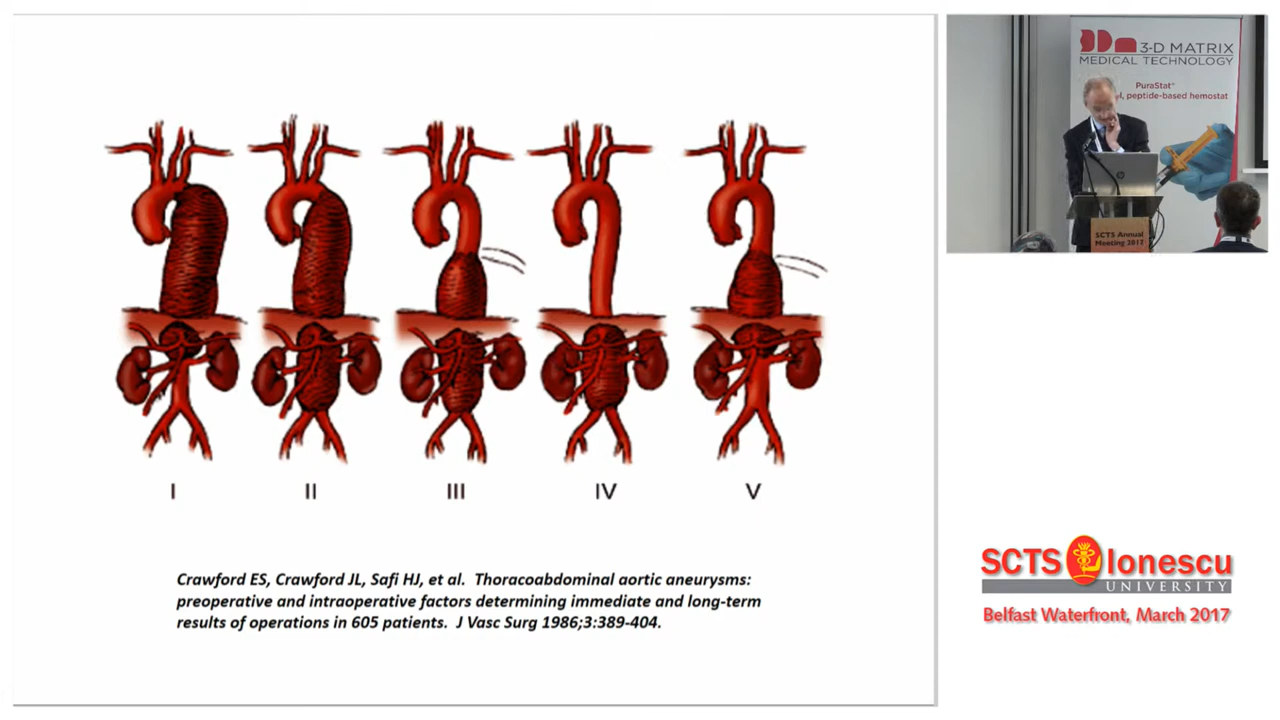 I II III IV V
Crawford ES, Crawford JL, Safi HJ, et al. Thoracoabdominal aortic aneurysms:
preoperative and intraoperative factors determining immediate and long-term
results of operations in 605 patients. J Vasc Surg 1986;3:389-404.
3-D MATRIX
MEDICAL TECHNOLOGY
PuraStat®
, peptide-based hemostat
hp
SCTS Annual
Meeting 2017
SCTS Ionescu
UNIVERSITY
Belfast Waterfront, March 2017